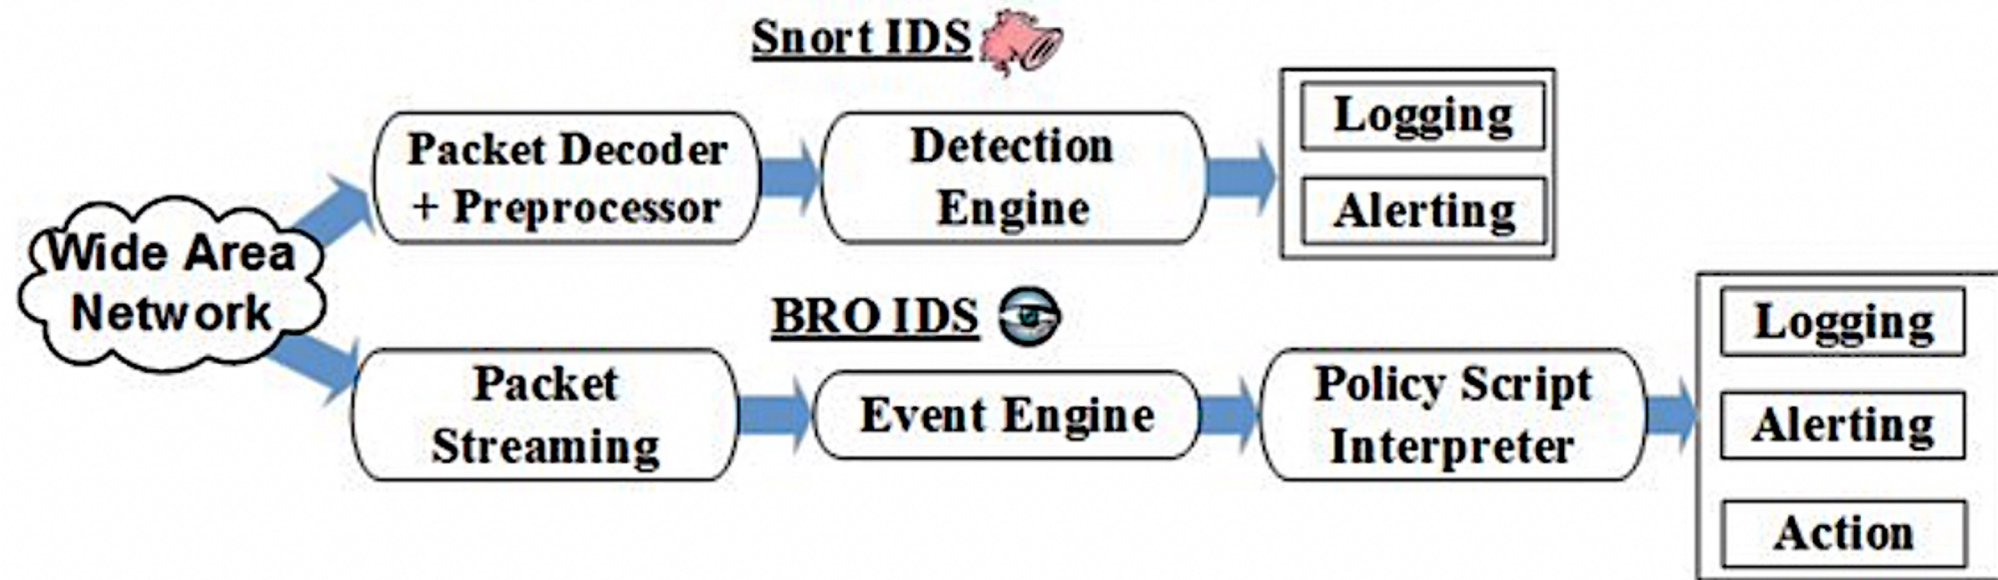 Snort IDS
Packet Decoder
+ Preprocessor
Detection
Engine
Logging
Alerting
Wide Area
Network
BRO IDS
Packet
Streaming
Event Engine
Policy Script
Interpreter
Logging
Alerting
Action